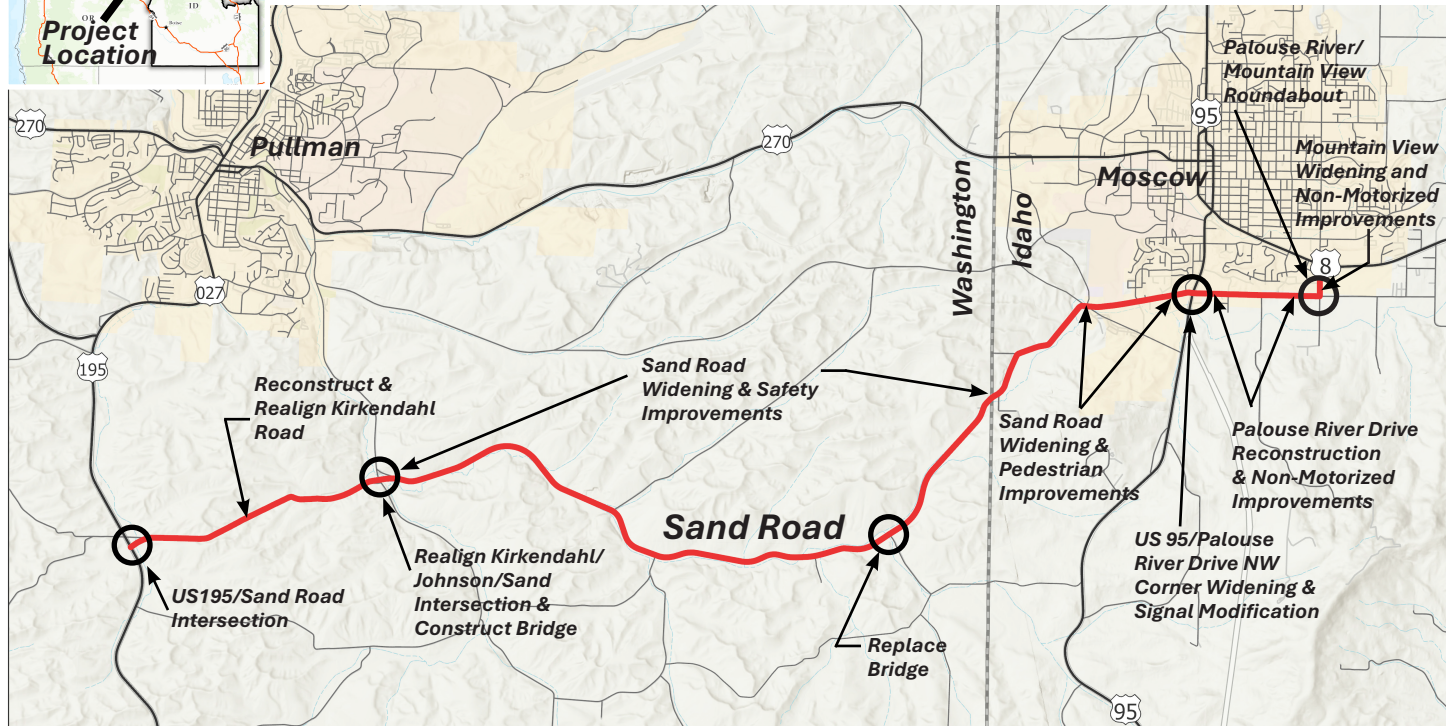 OR
ID
Boise
Project
Location
270
Pullman
270
95
Palouse River/
Mountain View
Roundabout
Mountain View
Widening and
Non-Motorized
Improvements
Moscow
Washington
Idaho
8
027
195
Reconstruct &
Realign Kirkendahl
Road
Sand Road
Widening & Safety
Improvements
Sand Road
Widening &
Pedestrian
Improvements
Palouse River Drive
Reconstruction
& Non-Motorized
Improvements
Sand Road
US195/Sand Road
Intersection
Realign Kirkendahl/
Johnson/Sand
Intersection &
Construct Bridge
Replace
Bridge
US 95/Palouse
River Drive NW
Corner Widening &
Signal Modification
95